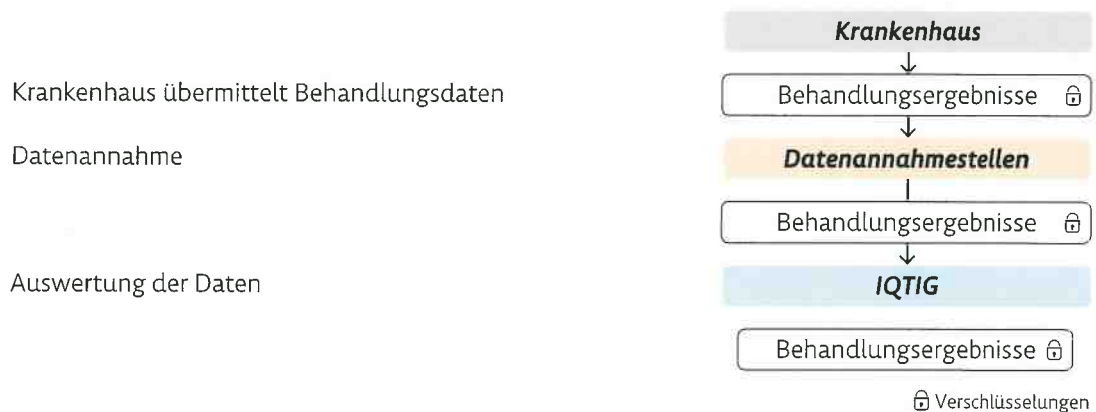 Krankenhaus
Krankenhaus übermittelt Behandlungsdaten
Behandlungsergebnisse
Datenannahme
Datenannahmestellen
Behandlungsergebnisse
Auswertung der Daten
IQTIG
Behandlungsergebnisse
Verschlüsselungen